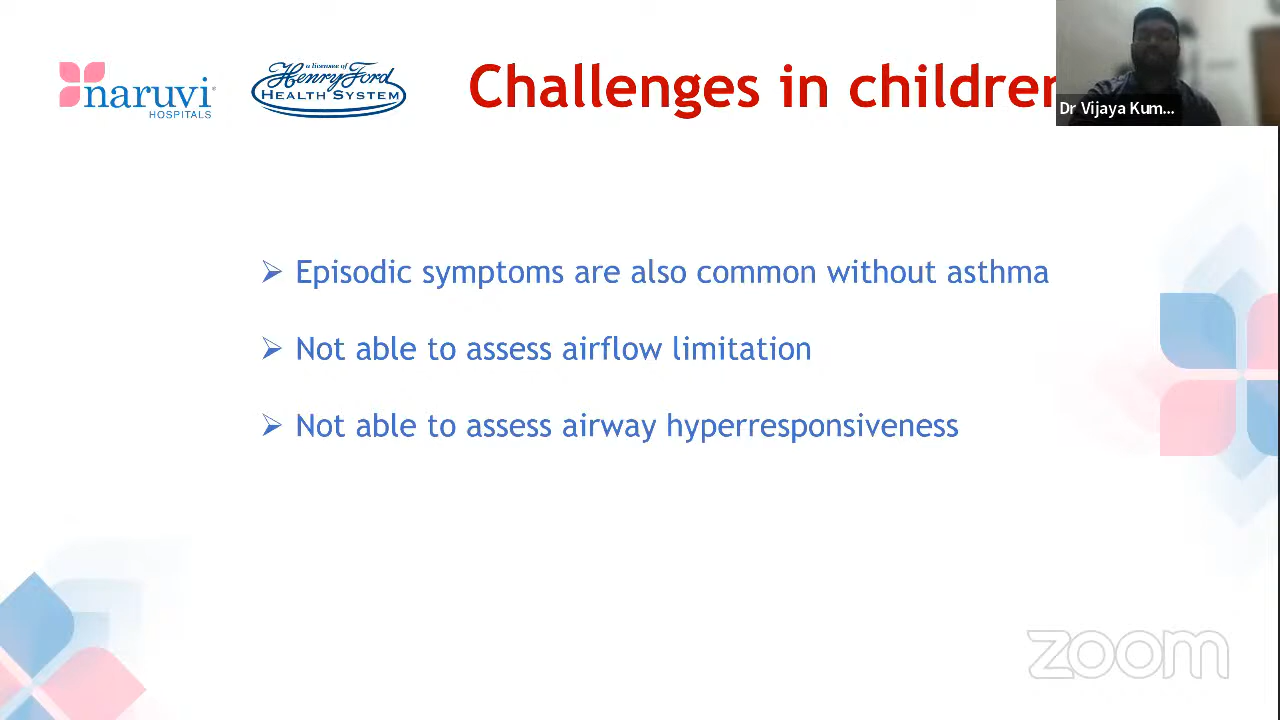 naruvi
HOSPITALS
a licensee of
Henry Ford
HEALTH SYSTEM
Challenges in children
Dr Vijaya Kum...
Episodic symptoms are also common without asthma
Not able to assess airflow limitation
Not able to assess airway hyperresponsiveness
zoom